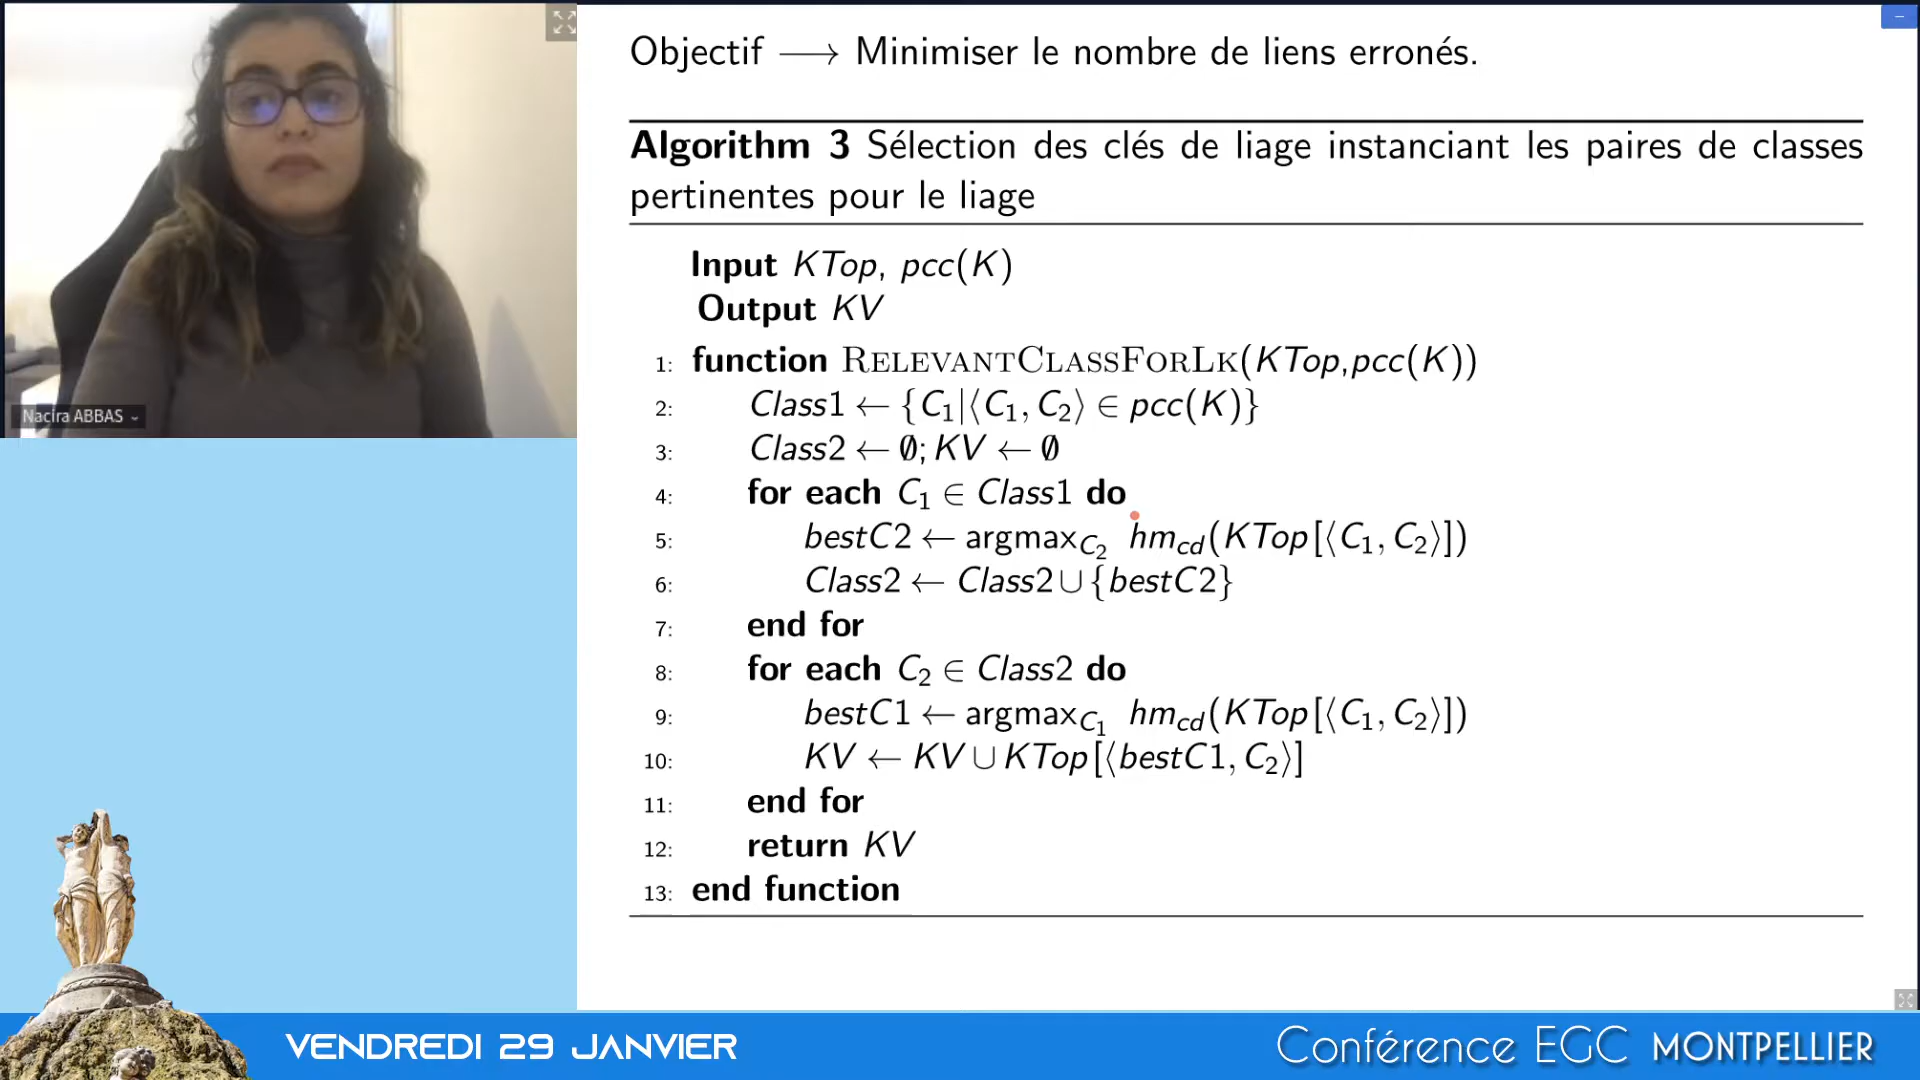 Objectif ⟶ Minimiser le nombre de liens erronés.
Algorithm 3 Sélection des clés de liage instanciant les paires de classes
pertinentes pour le liage
Input KTop, pcc(K)
Output KV
1: function RELEVANTCLASSFORLK(KTop,pcc(K))
2: Class1 ← {C₁|⟨C₁, C₂⟩ ∈ pcc(K)}
3: Class2 ← ∅; KV ← ∅
4: for each C₁ ∈ Class1 do
5: bestC2 ← argmax_C₂ hm_cd(KTop[⟨C₁, C₂⟩])
6: Class2 ← Class2 ∪ {bestC2}
7: end for
8: for each C₂ ∈ Class2 do
9: bestC1 ← argmax_C₁ hm_cd(KTop[⟨C₁, C₂⟩])
10: KV ← KV ∪ KTop[⟨bestC1, C₂⟩]
11: end for
12: return KV
13: end function
Nacira ABBAS
VENDREDI 29 JANVIER
Conférence EGC MONTPELLIER